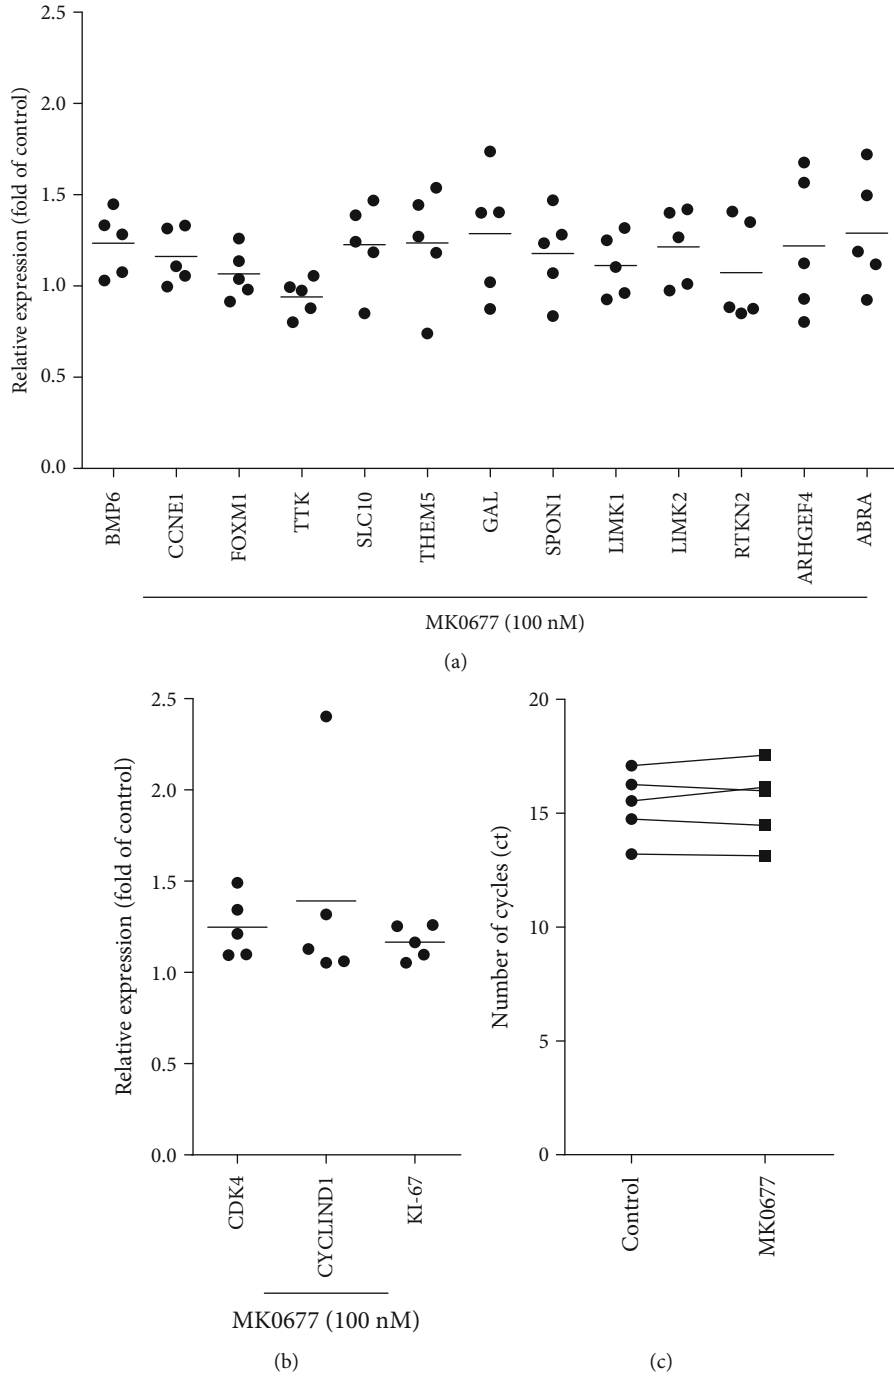 Relative expression (fold of control)
2.5
2.0
1.5
1.0
0.5
0.0
BMP6
CCNE1
FOXM1
TTK
SLC10
THEM5
GAL
SPON1
LIMK1
LIMK2
RTKN2
ARHGEF4
ABRA
MK0677 (100 nM)
(a)
Relative expression (fold of control)
2.5
2.0
1.5
1.0
0.5
0.0
CDK4
CYCLIND1
KI-67
MK0677 (100 nM)
(b)
Number of cycles (ct)
20
15
10
5
0
Control
MK0677
(c)